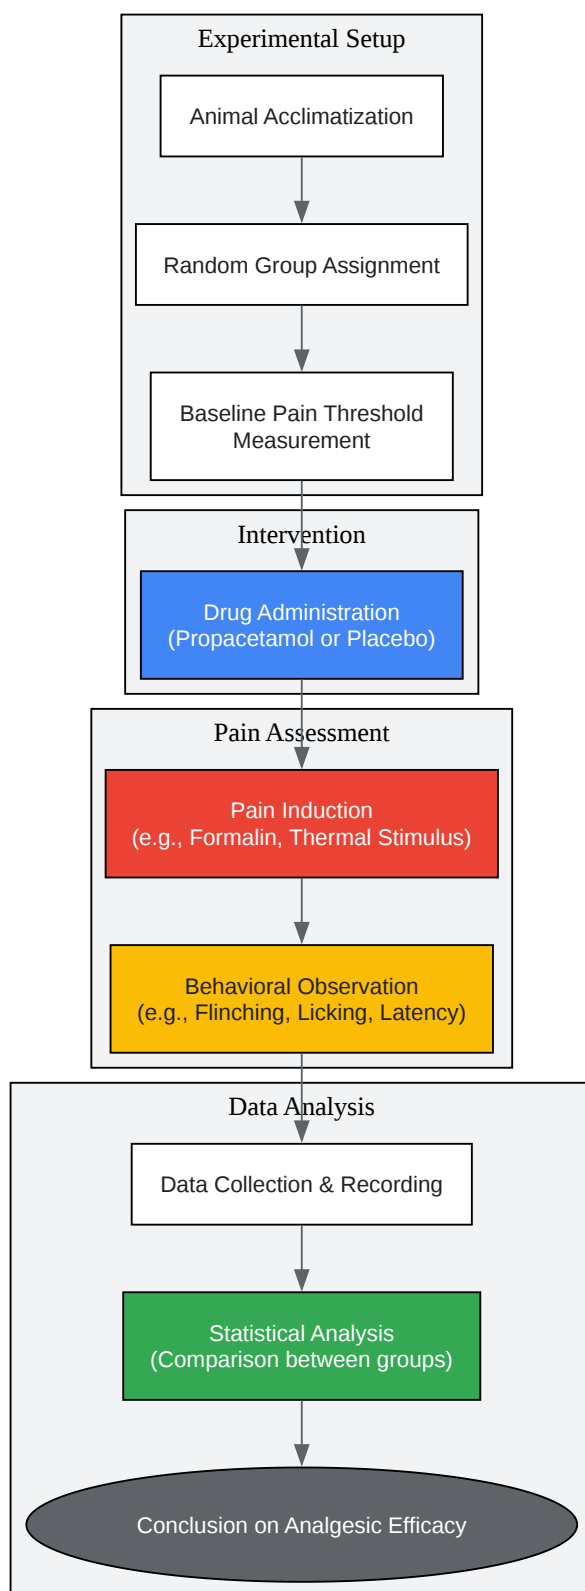 Experimental Setup
Animal Acclimatization
Random Group Assignment
Baseline Pain Threshold
Measurement
Intervention
Drug Administration
(Propacetamol or Placebo)
Pain Assessment
Pain Induction
(e.g., Formalin, Thermal Stimulus)
Behavioral Observation
(e.g., Flinching, Licking, Latency)
Data Analysis
Data Collection & Recording
Statistical Analysis
(Comparison between groups)
Conclusion on Analgesic Efficacy